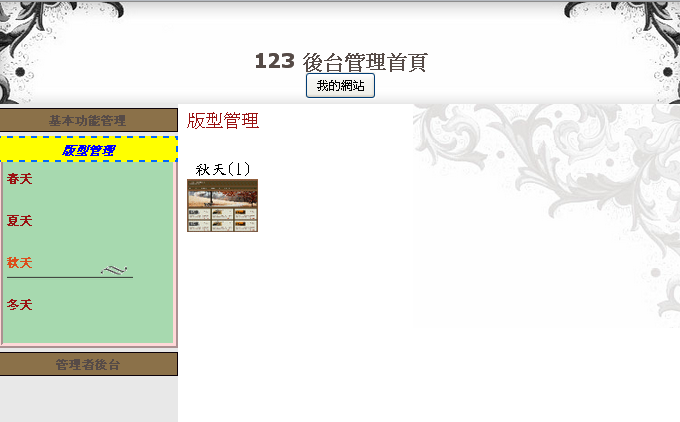 123 後台管理首頁
我的網站
基本功能管理
版型管理
春天
夏天
秋天
冬天
管理者後台
版型管理
秋天(1)